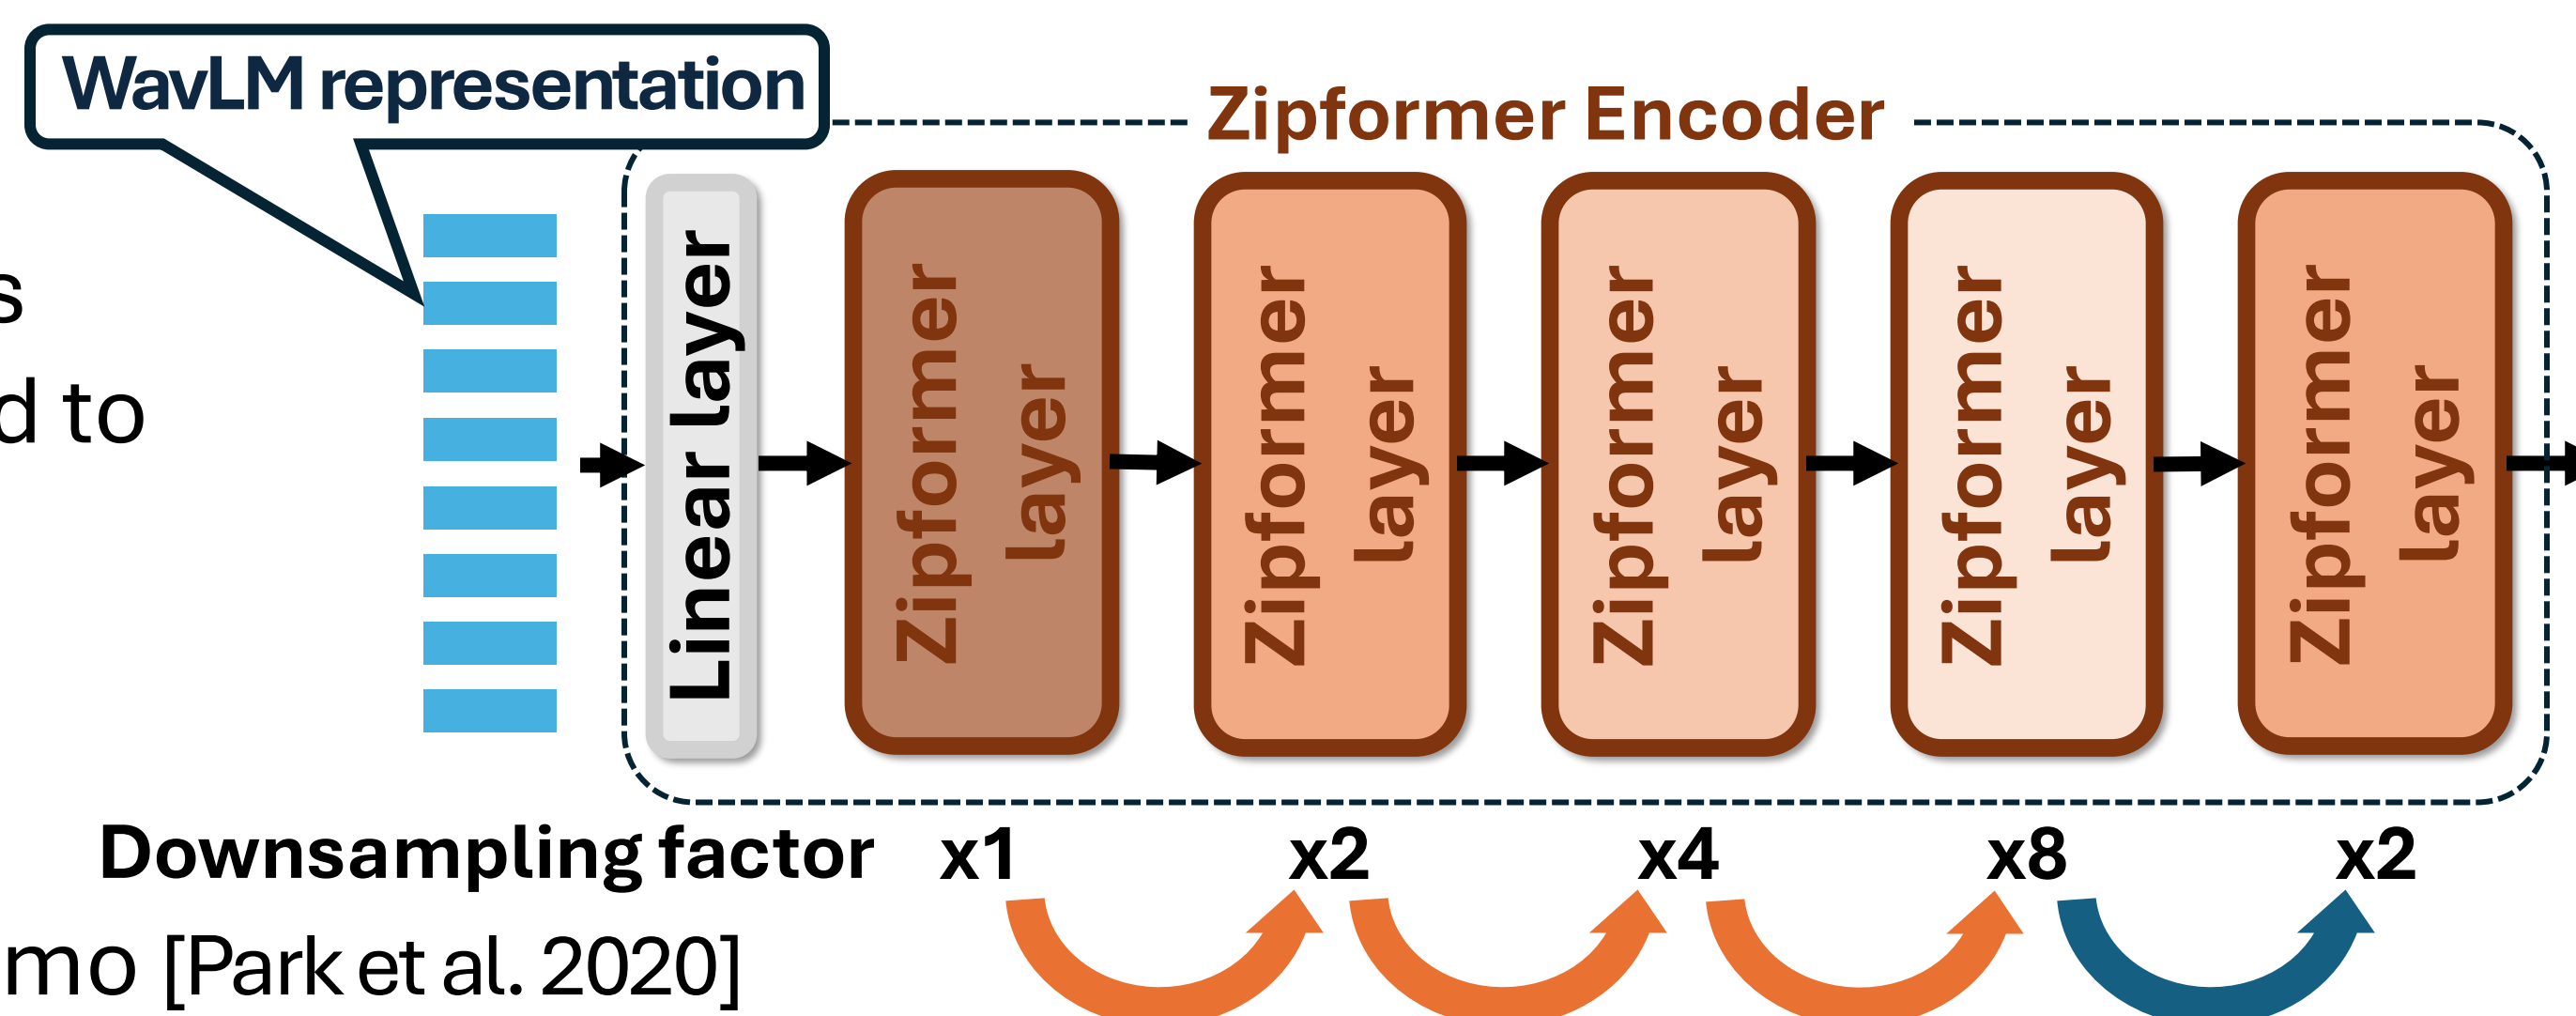 WavLM representation
Zipformer Encoder
s
d to
Linear layer
Zipformer
layer
Zipformer
layer
Zipformer
layer
Zipformer
layer
Zipformer
layer
Downsampling factor x1 x2 x4 x8 x2
mo [Park et al. 2020]